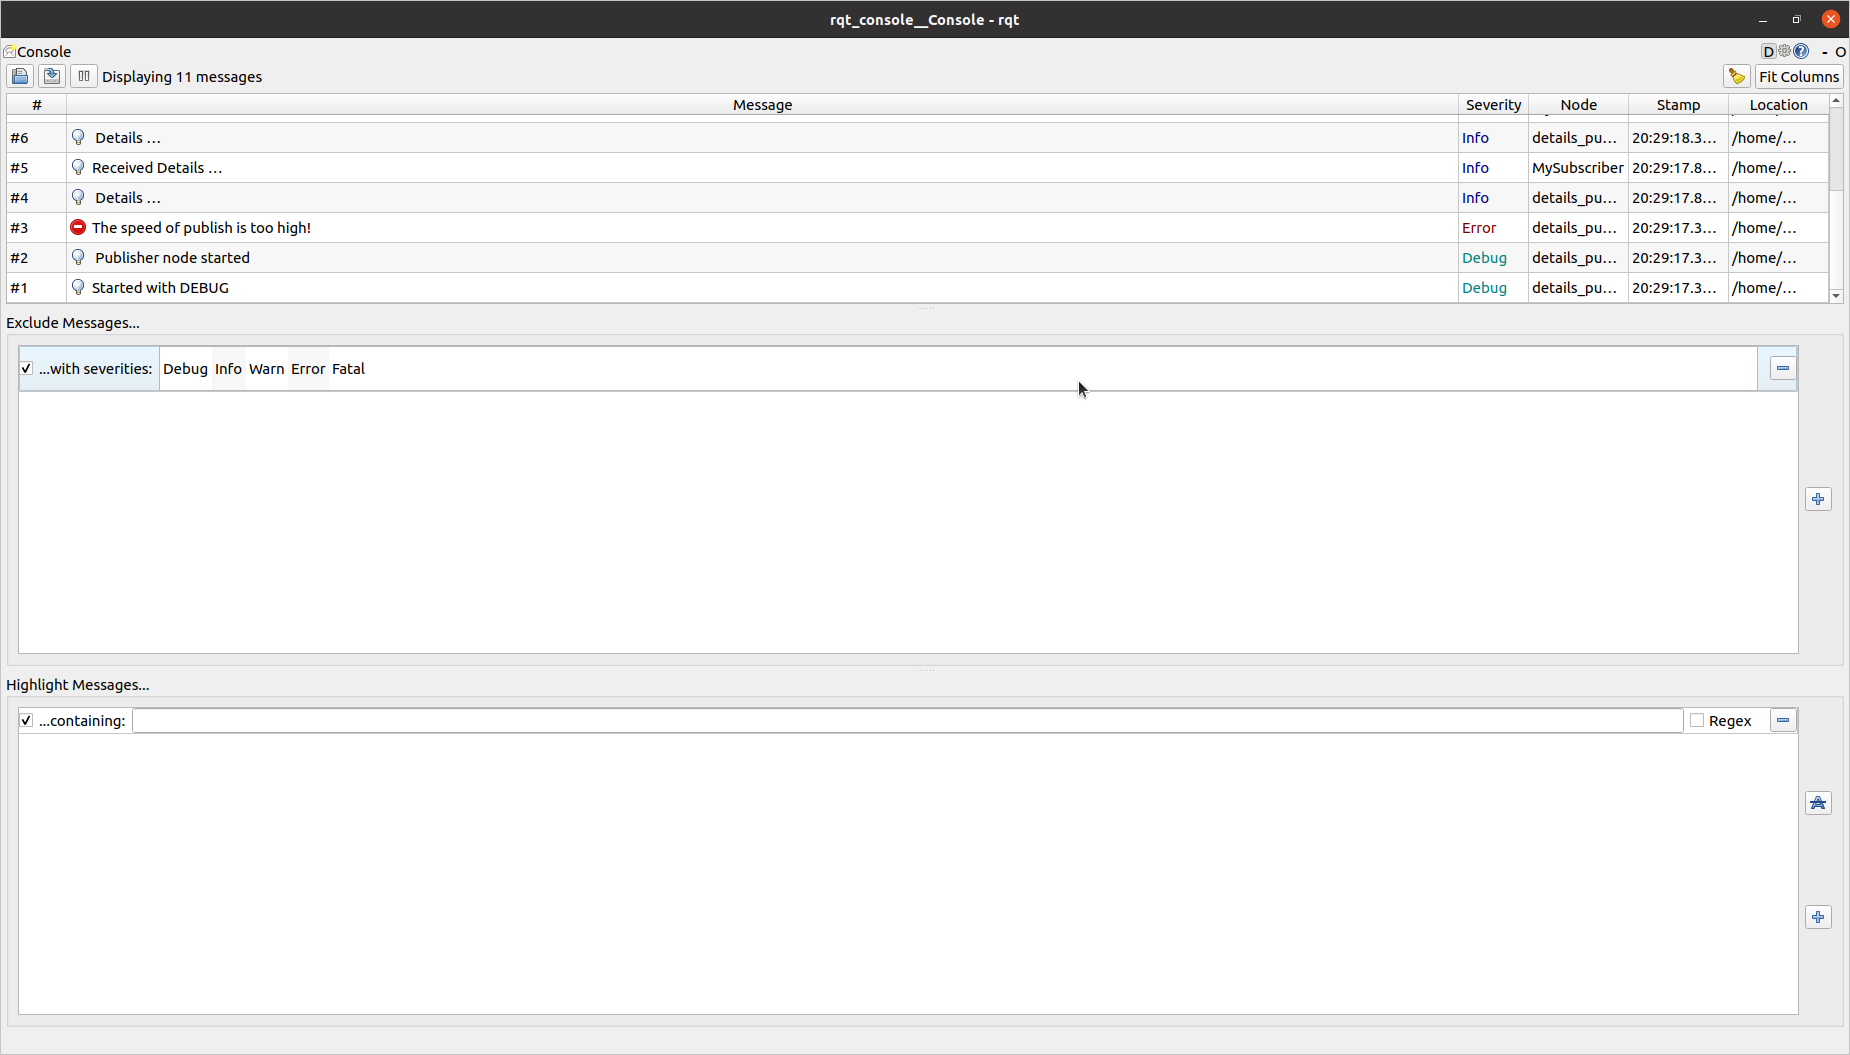 rqt_console__Console - rqt
Console D - O
Displaying 11 messages Fit Columns
# Message Severity Node Stamp Location
#6 Details ... Info details_pu... 20:29:18.3... /home/...
#5 Received Details ... Info MySubscriber 20:29:17.8... /home/...
#4 Details ... Info details_pu... 20:29:17.8... /home/...
#3 The speed of publish is too high! Error details_pu... 20:29:17.3... /home/...
#2 Publisher node started Debug details_pu... 20:29:17.3... /home/...
#1 Started with DEBUG Debug details_pu... 20:29:17.3... /home/...
Exclude Messages...
...with severities: Debug Info Warn Error Fatal
Highlight Messages...
...containing: Regex